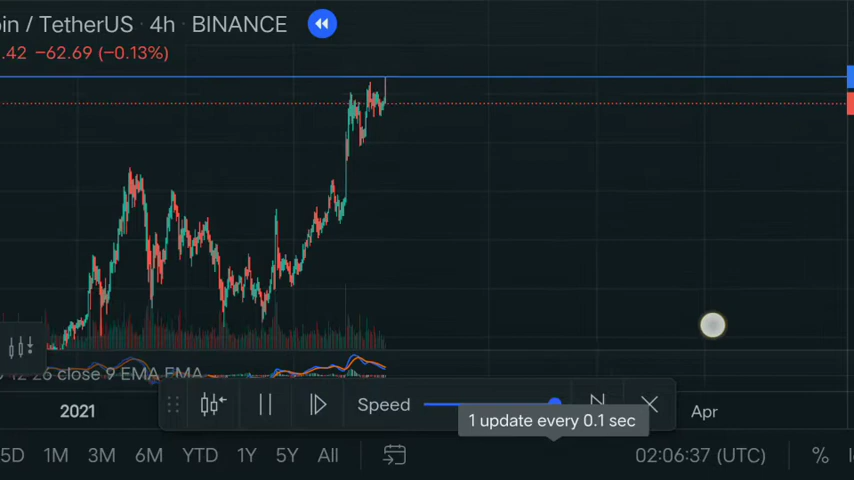 oin / TetherUS · 4h · BINANCE
.42 −62.69 (−0.13%)
12 26 close 9 EMA EMA
2021
Speed
Apr
1 update every 0.1 sec
5D 1M 3M 6M YTD 1Y 5Y All
02:06:37 (UTC) %